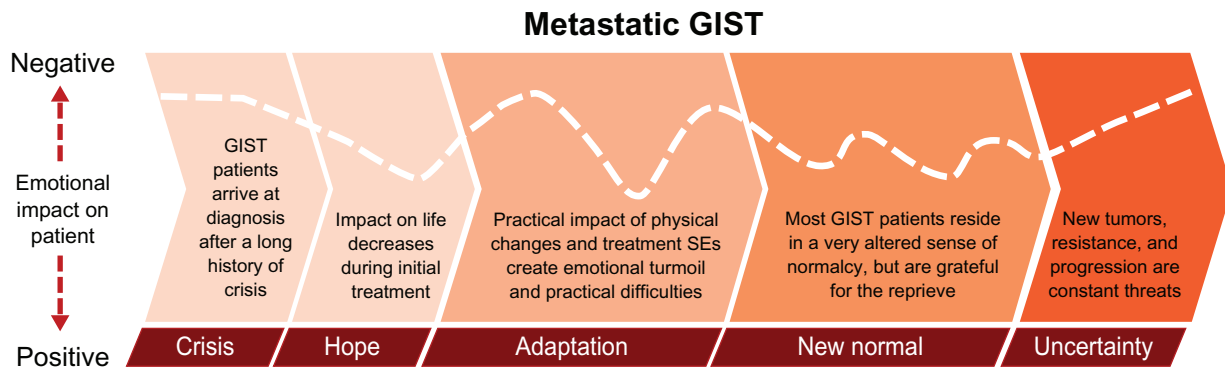 Metastatic GIST
Negative
Emotional
impact on
patient
Positive
GIST
patients
arrive at
diagnosis
after a long
history of
crisis
Impact on life
decreases
during initial
treatment
Practical impact of physical
changes and treatment SEs
create emotional turmoil
and practical difficulties
Most GIST patients reside
in a very altered sense of
normalcy, but are grateful
for the reprieve
New tumors,
resistance, and
progression are
constant threats
Crisis
Hope
Adaptation
New normal
Uncertainty